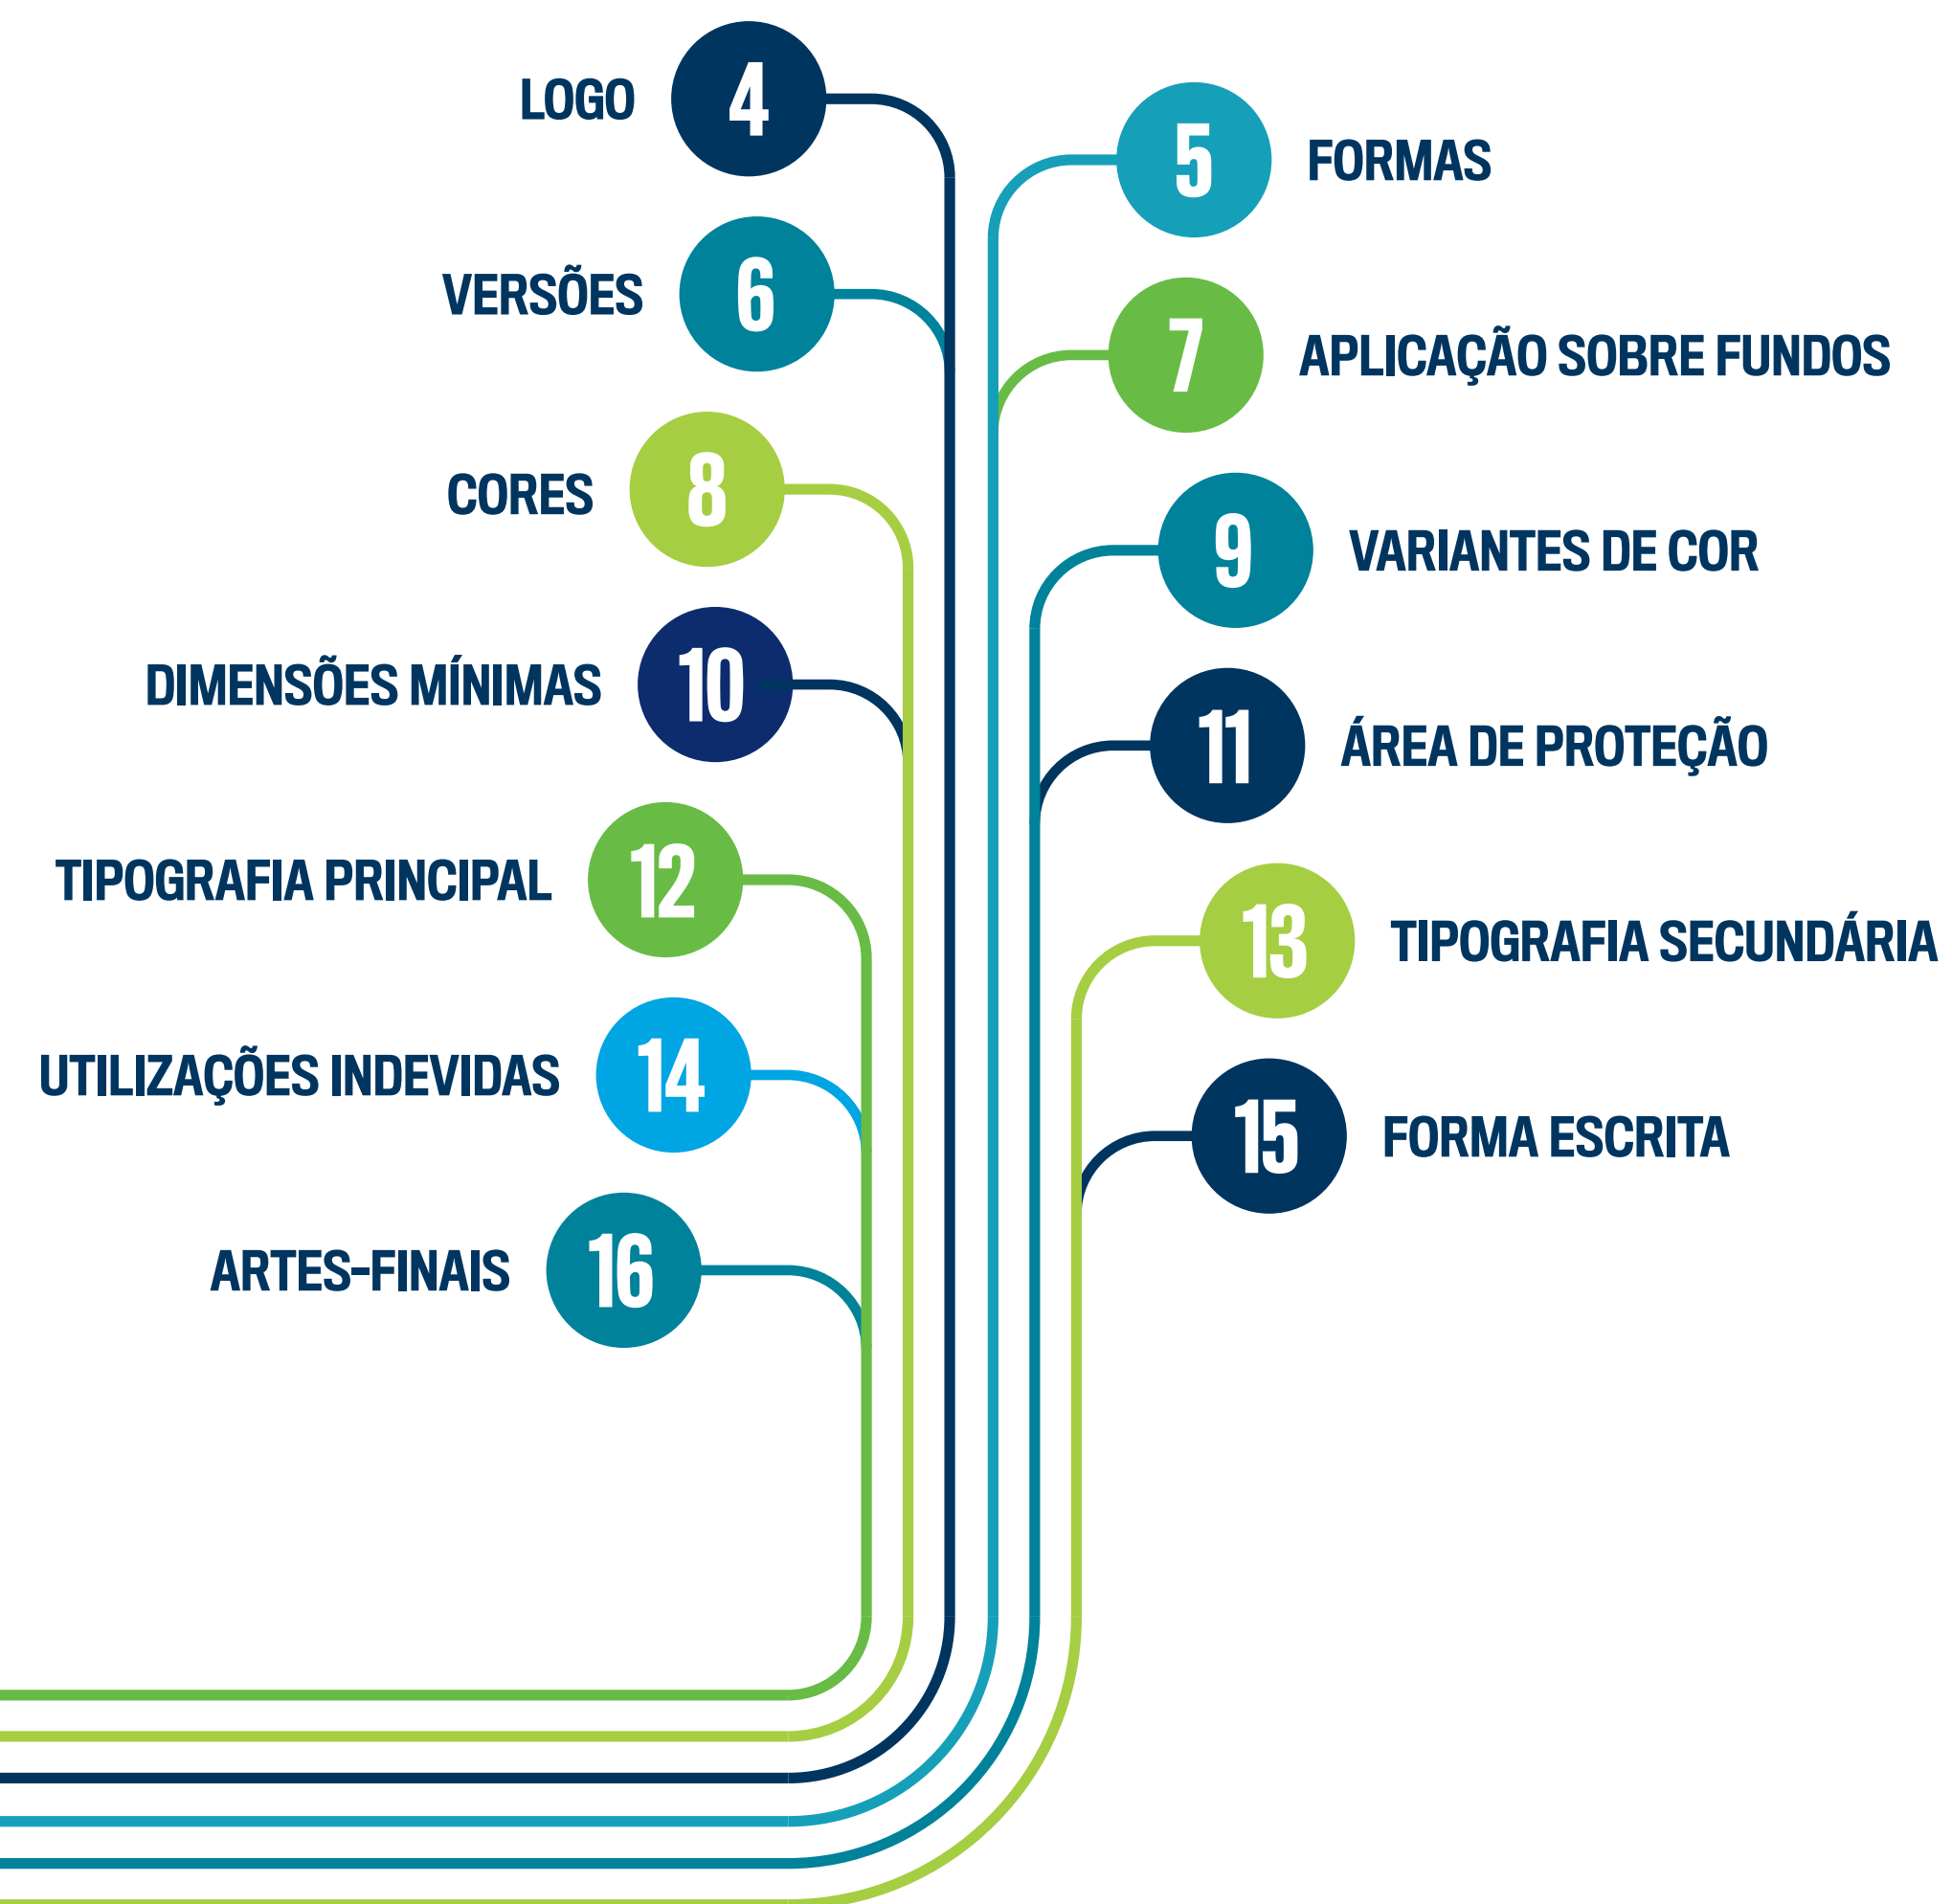 LOGO 4
5 FORMAS
VERSÕES 6
7 APLICAÇÃO SOBRE FUNDOS
CORES 8
9 VARIANTES DE COR
DIMENSÕES MÍNIMAS 10
11 ÁREA DE PROTEÇÃO
TIPOGRAFIA PRINCIPAL 12
13 TIPOGRAFIA SECUNDÁRIA
UTILIZAÇÕES INDEVIDAS 14
15 FORMA ESCRITA
ARTES-FINAIS 16